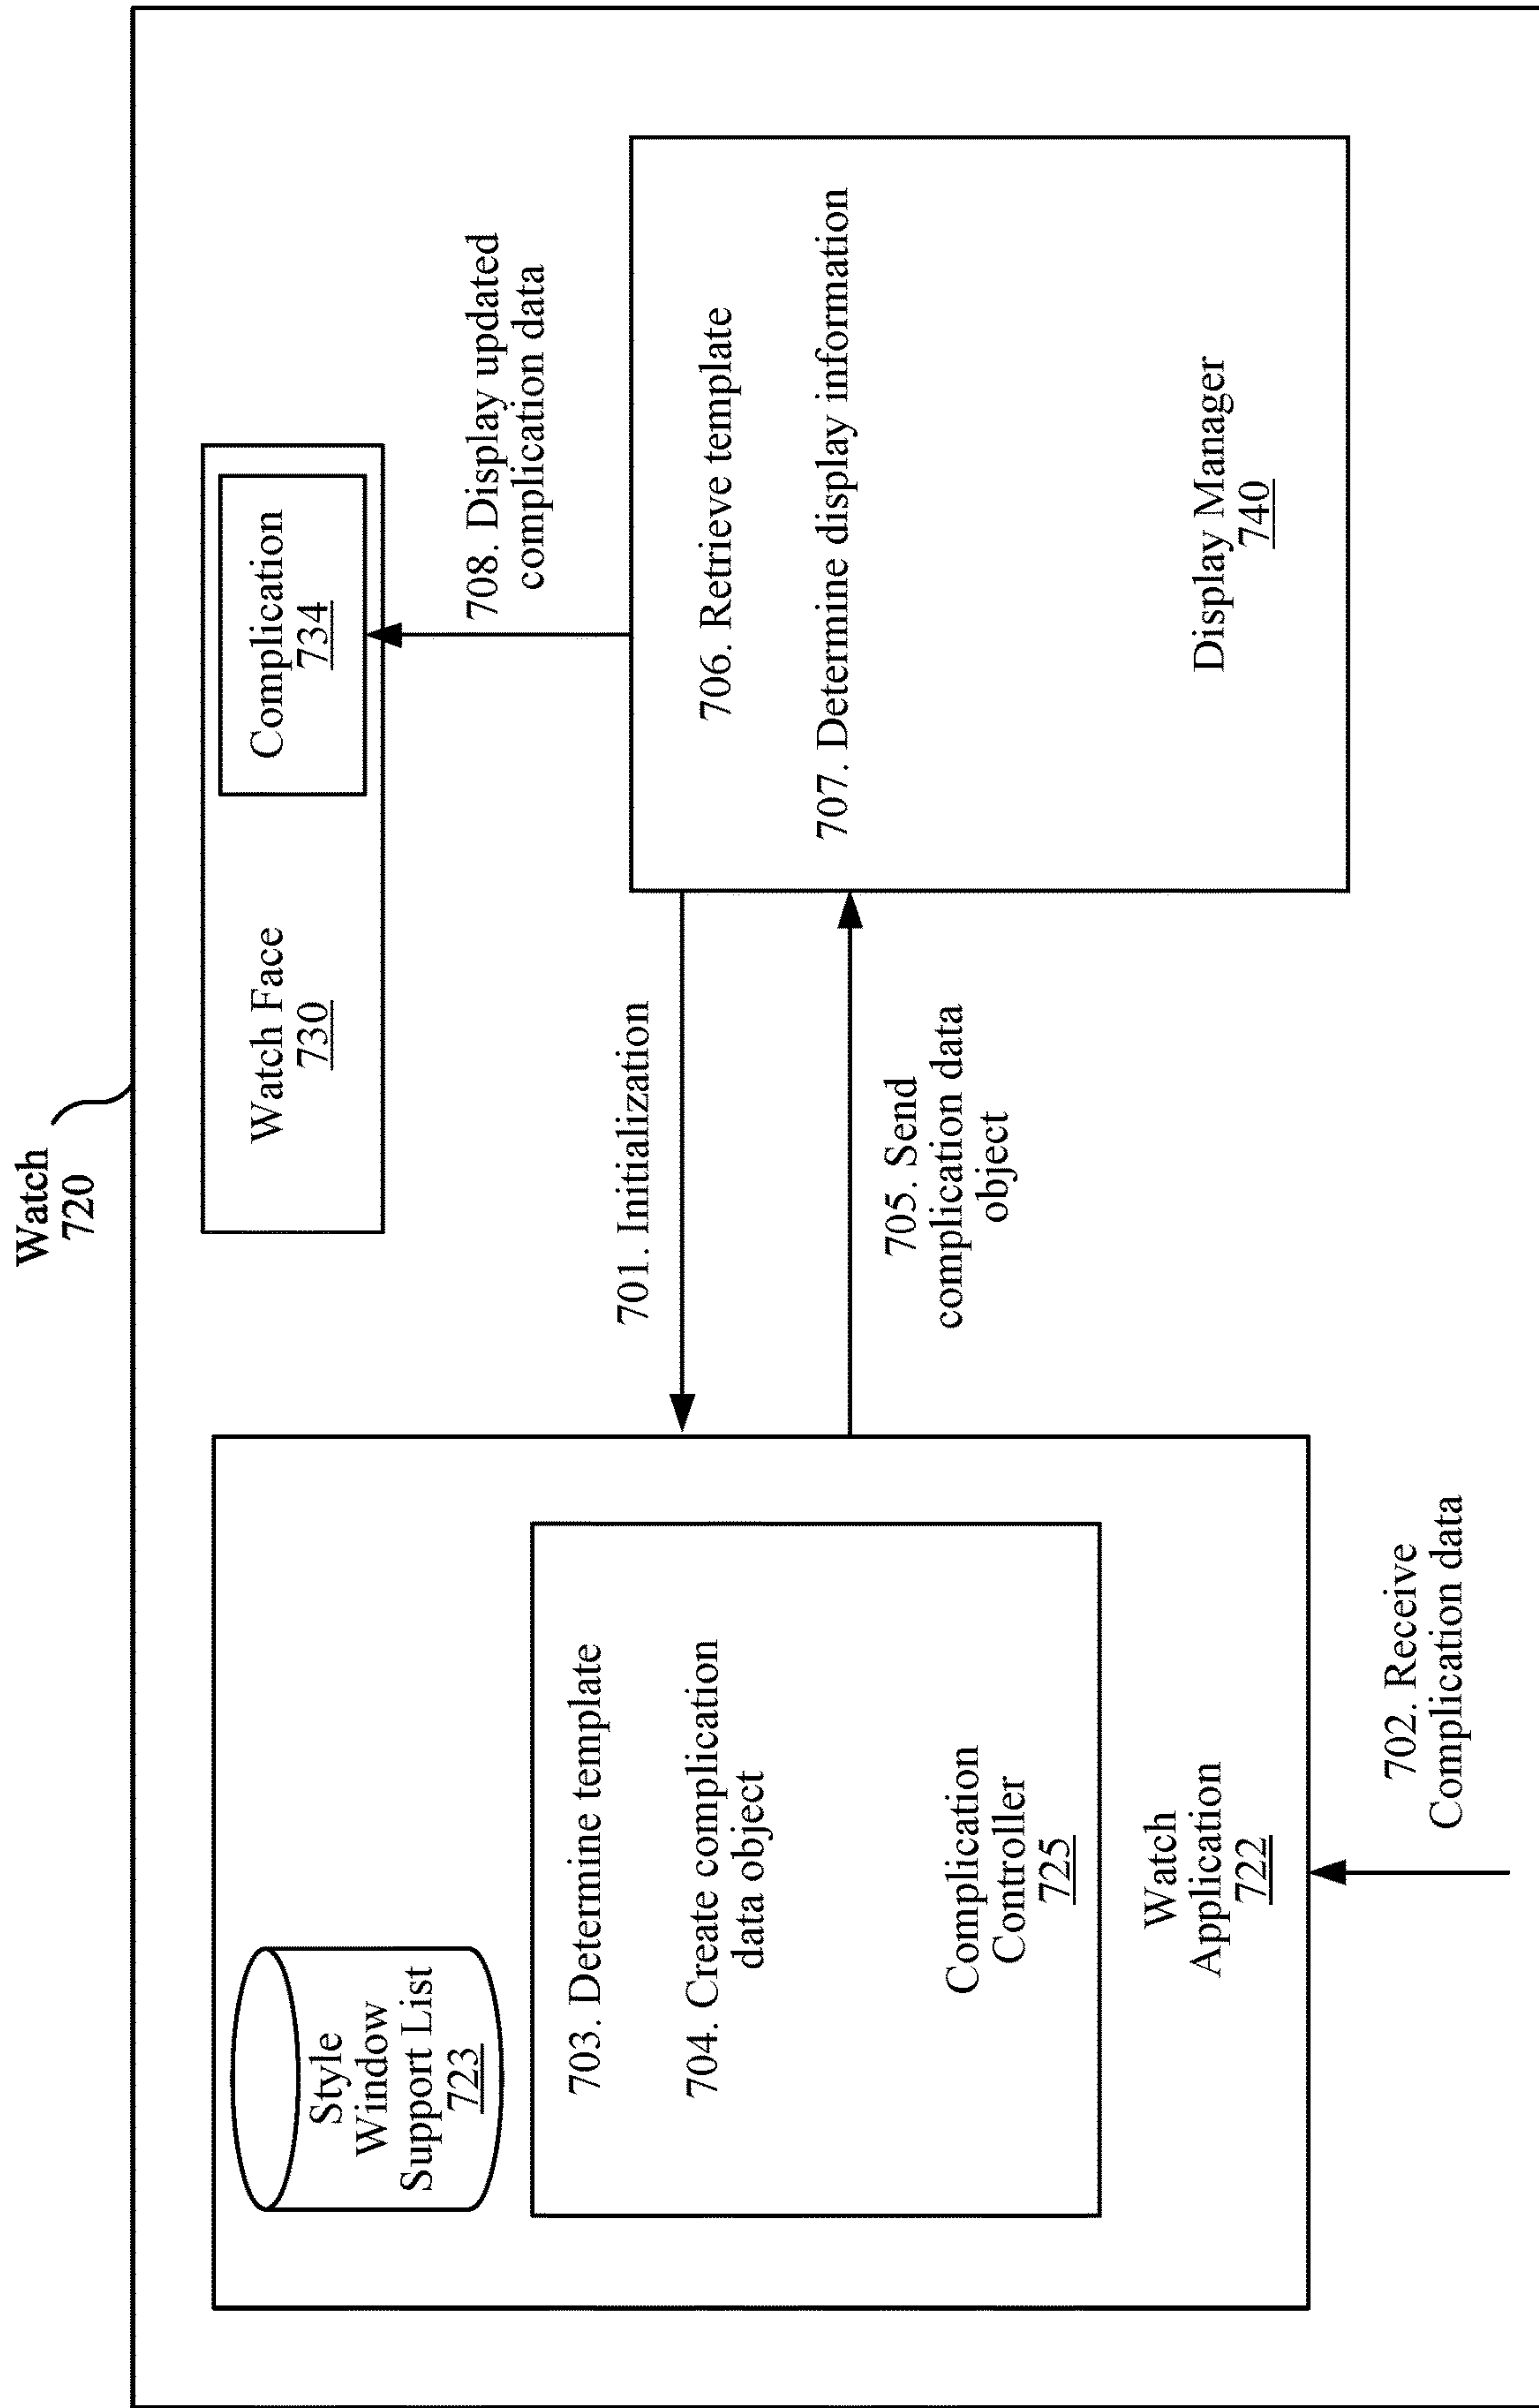 Watch
720
Style
Window
Support List
723
703. Determine template
704. Create complication
data object
Complication
Controller
725
Watch
Application
722
702. Receive
Complication data
701. Initialization
705. Send
complication data
object
Watch Face
730
Complication
734
708. Display updated
complication data
706. Retrieve template
707. Determine display information
Display Manager
740